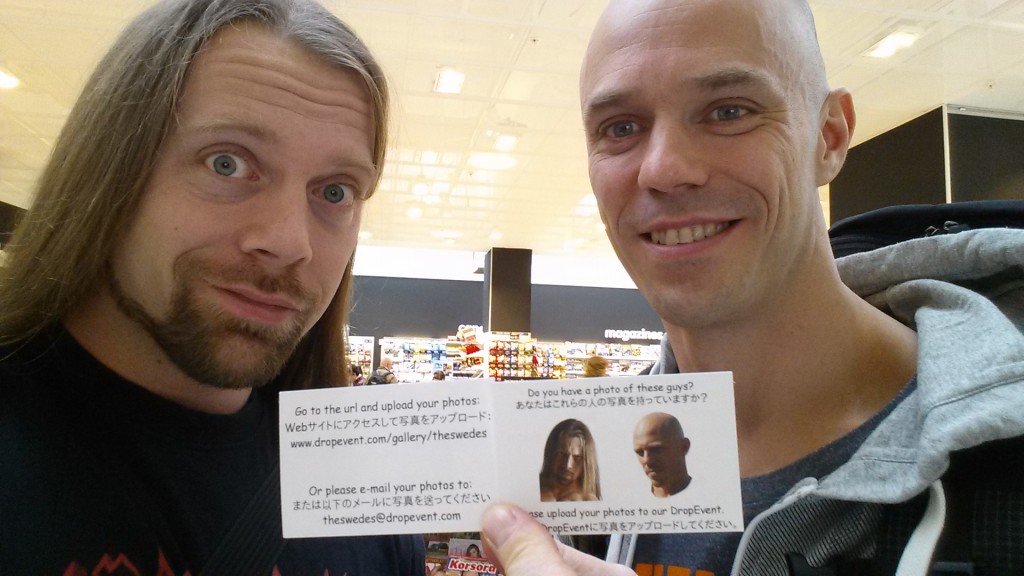 magazines
Go to the url and upload your photos:
Webサイトにアクセスして写真をアップロード:
www.dropevent.com/gallery/theswedes
Or please e-mail your photos to:
または以下のメールに写真を送ってください
theswedes@dropevent.com
Do you have a photo of these guys?
あなたはこれらの人の写真を持っていますか?
upload your photos to our DropEvent.
DropEventに写真をアップロードしてください。
Korsord